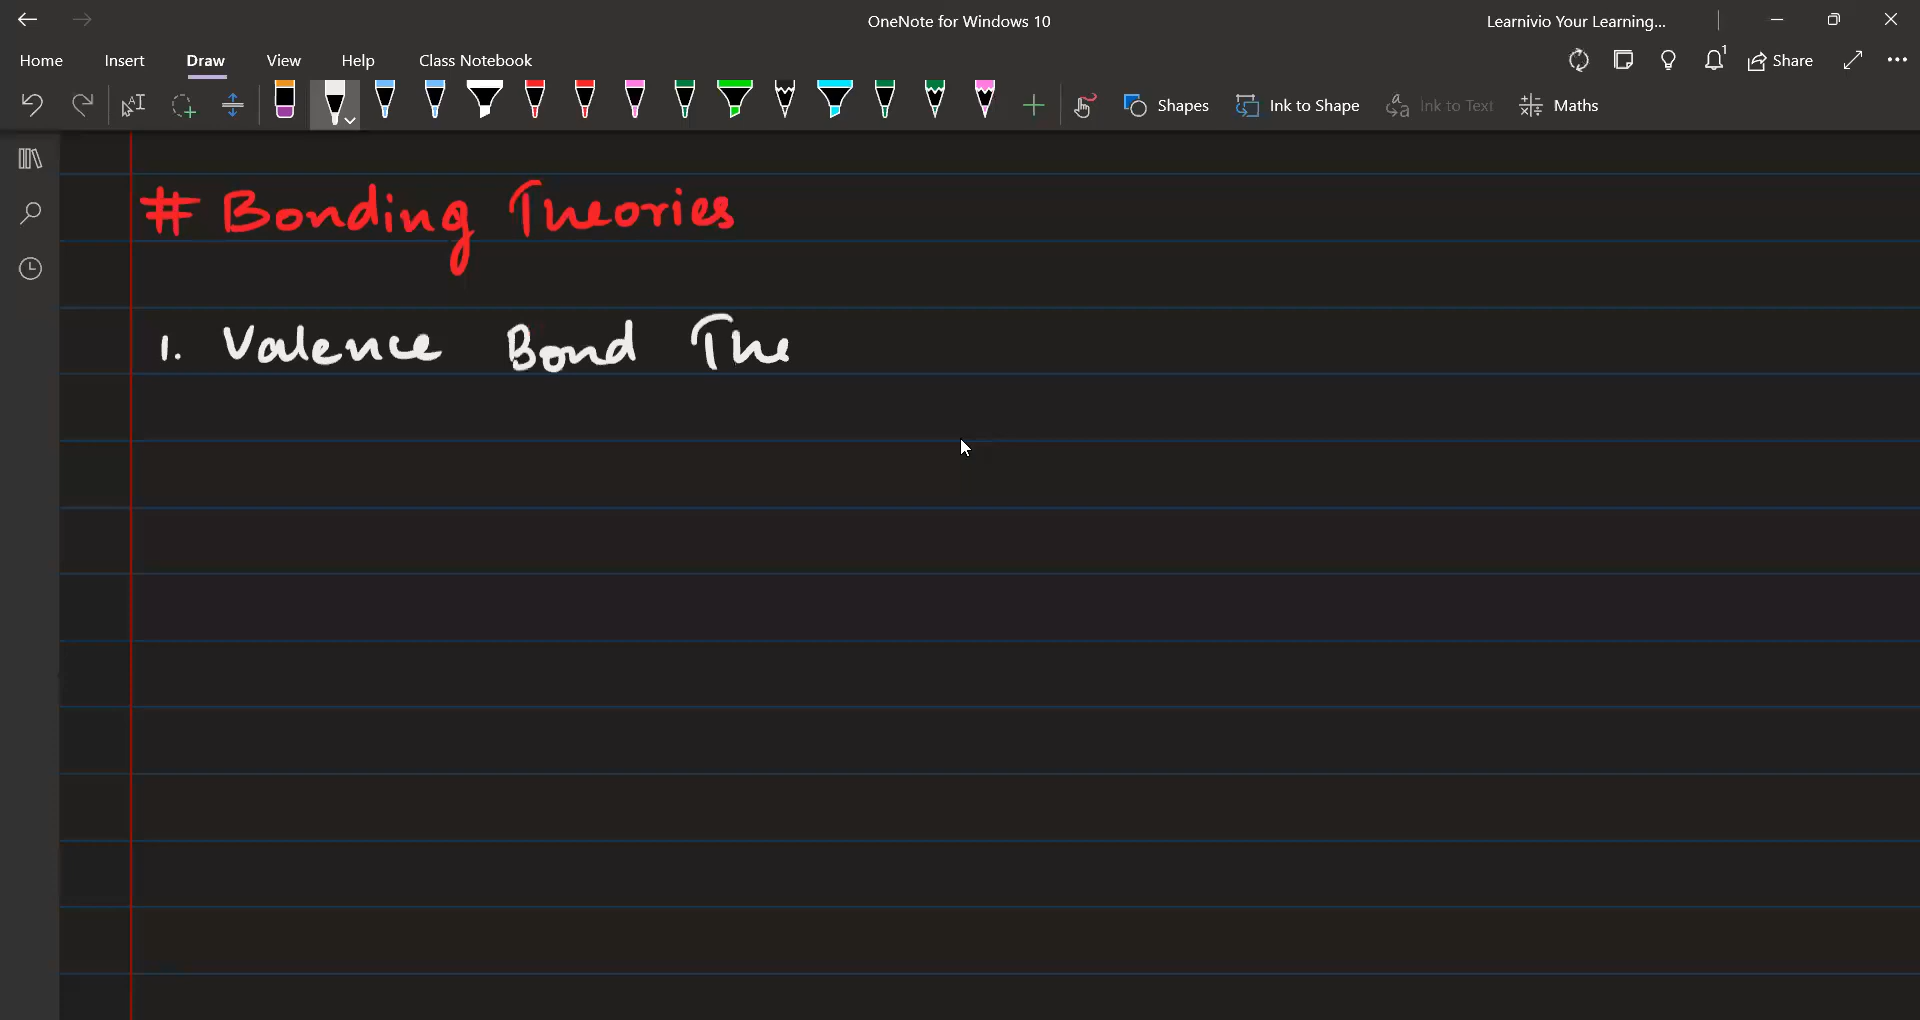 OneNote for Windows 10
Learnivio Your Learning...
Home Insert Draw View Help Class Notebook
1
Share
Shapes Ink to Shape Ink to Text Maths
# Bonding Theories
1. Valence Bond The